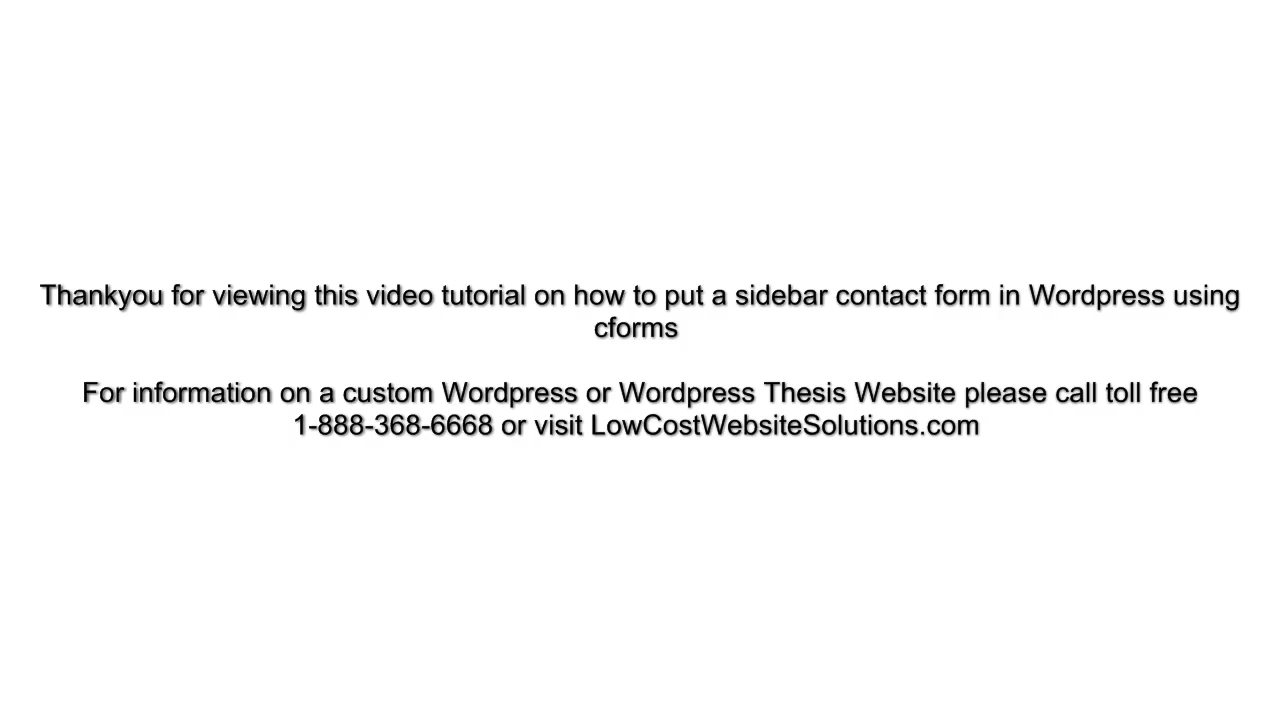 Thankyou for viewing this video tutorial on how to put a sidebar contact form in Wordpress using
cforms
For information on a custom Wordpress or Wordpress Thesis Website please call toll free
1-888-368-6668 or visit LowCostWebsiteSolutions.com